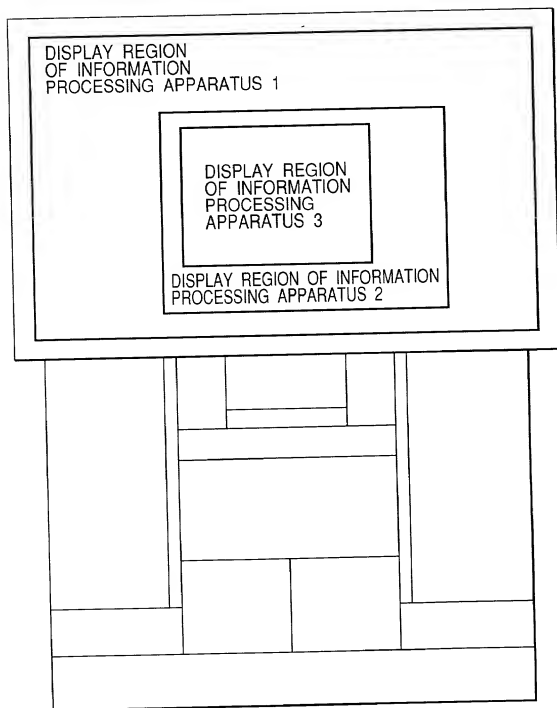 DISPLAY REGION
OF INFORMATION
PROCESSING APPARATUS 1
DISPLAY REGION
OF INFORMATION
PROCESSING
APPARATUS 3
DISPLAY REGION OF INFORMATION
PROCESSING APPARATUS 2